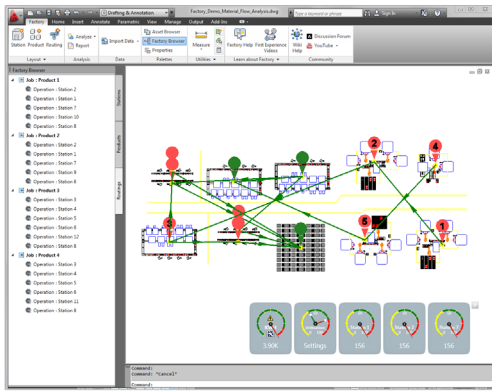 Drafting & Annotation
Factory_Demo_Material_Flow_Analysis.dwg
Type a keyword or phrase
Sign In
Factory Home Insert Annotate Parametric View Manage Output Add Ins
Station Product Routing
Analyze
Report
Import Data
Asset Browser
Factory Browser
Properties
Measure
Factory Help
First Experience Videos
Wiki Help
Discussion Forum
YouTube
Layout
Analysis
Data
Palettes
Utilities
Learn about Factory
Community
Factory Browser
Job : Product 1
Operation : Station 2
Operation : Station 1
Operation : Station 7
Operation : Station 10
Operation : Station 8
Job : Product 2
Operation : Station 2
Operation : Station 1
Operation : Station 7
Operation : Station 9
Operation : Station 6
Operation : Station 8
Job : Product 3
Operation : Station 3
Operation : Station 4
Operation : Station 5
Operation : Station 6
Operation : Station 12
Operation : Station 8
Job : Product 4
Operation : Station 3
Operation : Station 4
Operation : Station 5
Operation : Station 11
Operation : Station 8
Stations
Products
Routings
2
4
5
1
3.90K
Settings
156
156
156
Command:
Command: *Cancel*
Command: